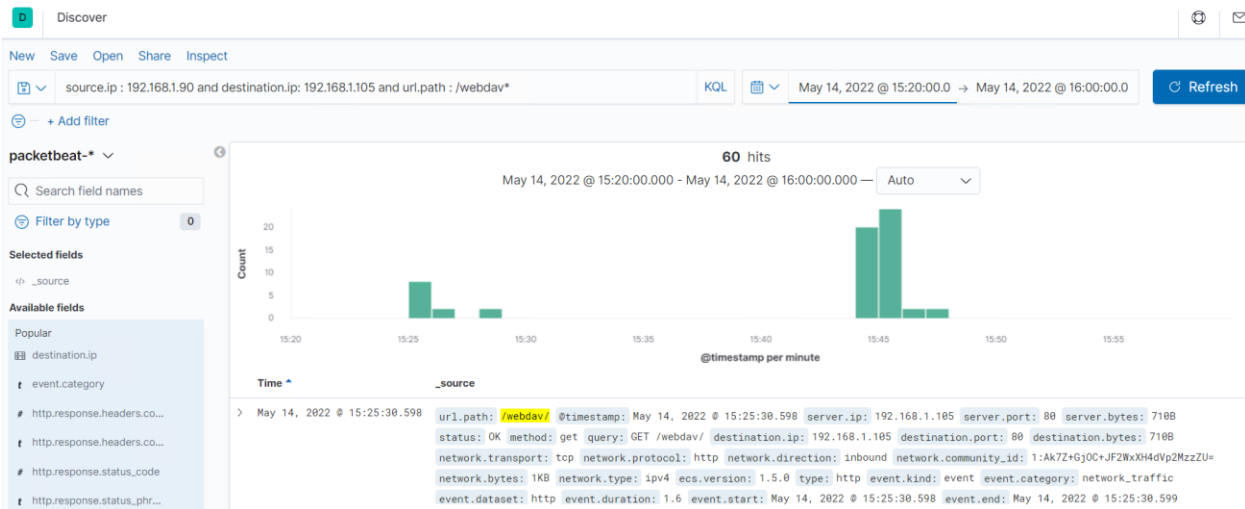 D Discover
New Save Open Share Inspect
source.ip : 192.168.1.90 and destination.ip: 192.168.1.105 and url.path : /webdav*
KQL
May 14, 2022 @ 15:20:00.0 → May 14, 2022 @ 16:00:00.0
Refresh
+ Add filter
packetbeat-*
Search field names
Filter by type 0
Selected fields
_source
Available fields
Popular
destination.ip
t event.category
# http.response.headers.co...
t http.response.headers.co...
# http.response.status_code
t http.response.status_phr...
60 hits
May 14, 2022 @ 15:20:00.000 - May 14, 2022 @ 16:00:00.000 — Auto
Count
20
15
10
5
0
15:20 15:25 15:30 15:35 15:40 15:45 15:50 15:55
@timestamp per minute
Time _source
May 14, 2022 @ 15:25:30.598 url.path: /webdav/ @timestamp: May 14, 2022 @ 15:25:30.598 server.ip: 192.168.1.105 server.port: 80 server.bytes: 710B
status: OK method: get query: GET /webdav/ destination.ip: 192.168.1.105 destination.port: 80 destination.bytes: 710B
network.transport: tcp network.protocol: http network.direction: inbound network.community_id: 1:Ak7Z+GjOC+JF2WxXH4dVp2MzzZU=
network.bytes: 1KB network.type: ipv4 ecs.version: 1.5.0 type: http event.kind: event event.category: network_traffic
event.dataset: http event.duration: 1.6 event.start: May 14, 2022 @ 15:25:30.598 event.end: May 14, 2022 @ 15:25:30.599